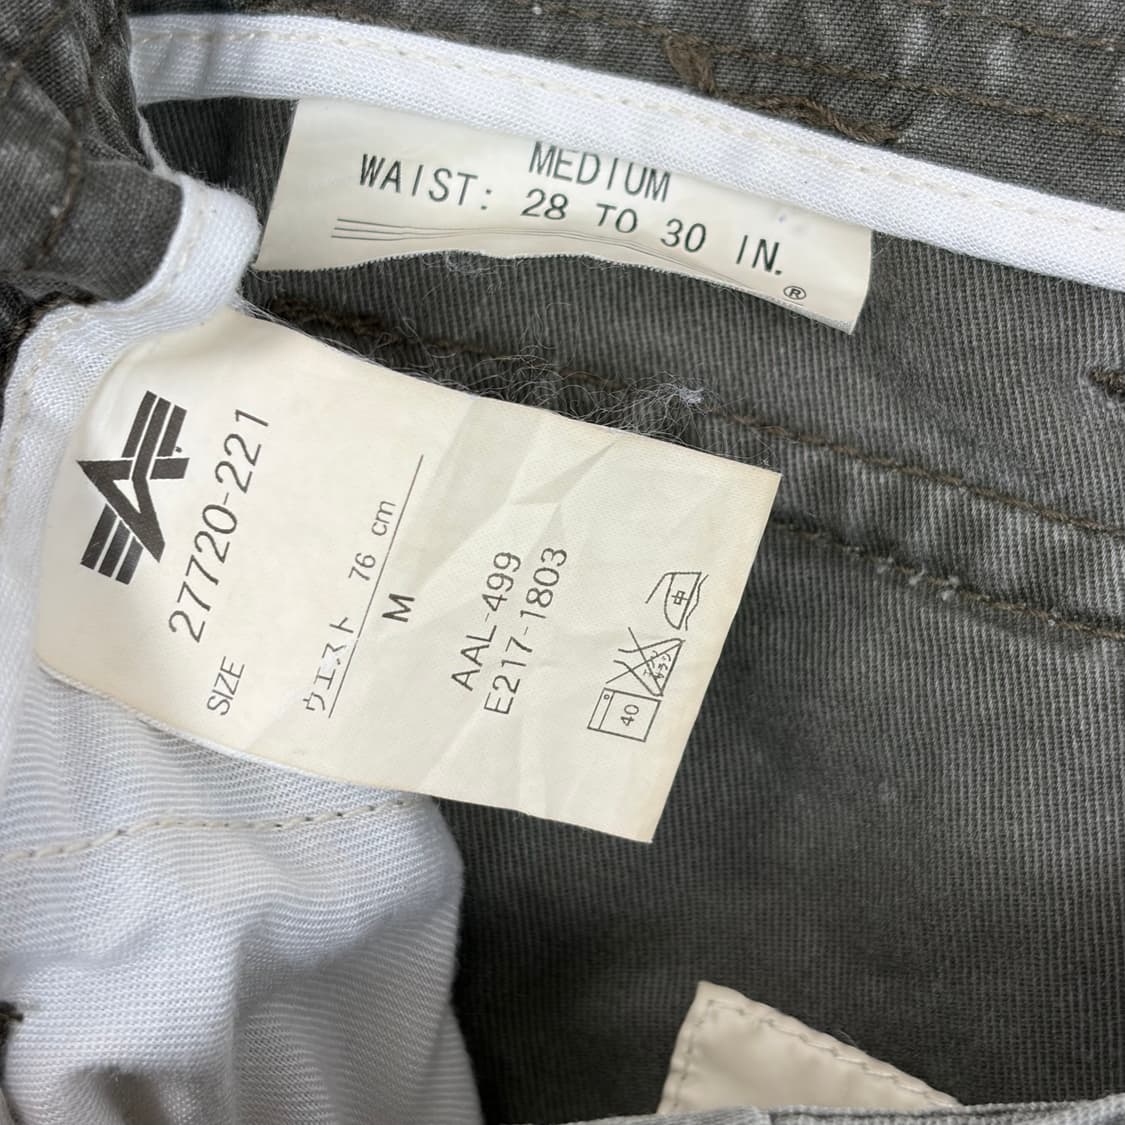 MEDIUM
WAIST: 28 TO 30 IN.
®
27720-221
SIZE
ウエスト 76 cm
M
AAL-499
E217-1803
中
40